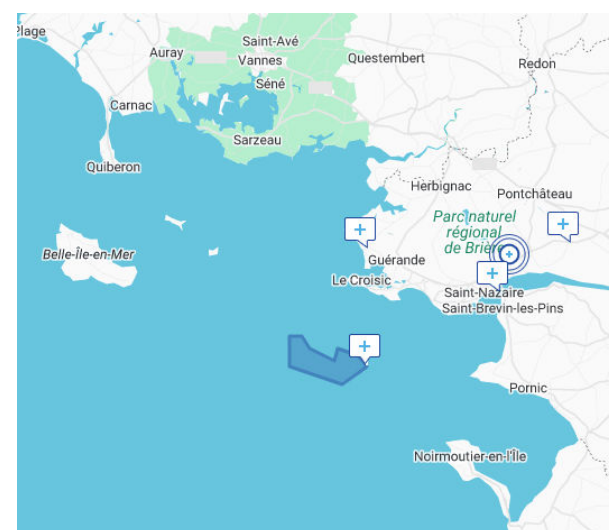 Plage
Saint-Avé
Auray
Vannes
Questembert
Redon
Séné
Carnac
Sarzeau
Quiberon
Herbignac
Pontchâteau
Parc naturel
régional
de Brière
Belle-Île-en-Mer
Guérande
Le Croisic
Saint-Nazaire
Saint-Brevin-les-Pins
Pornic
Noirmoutier-en-l'Île